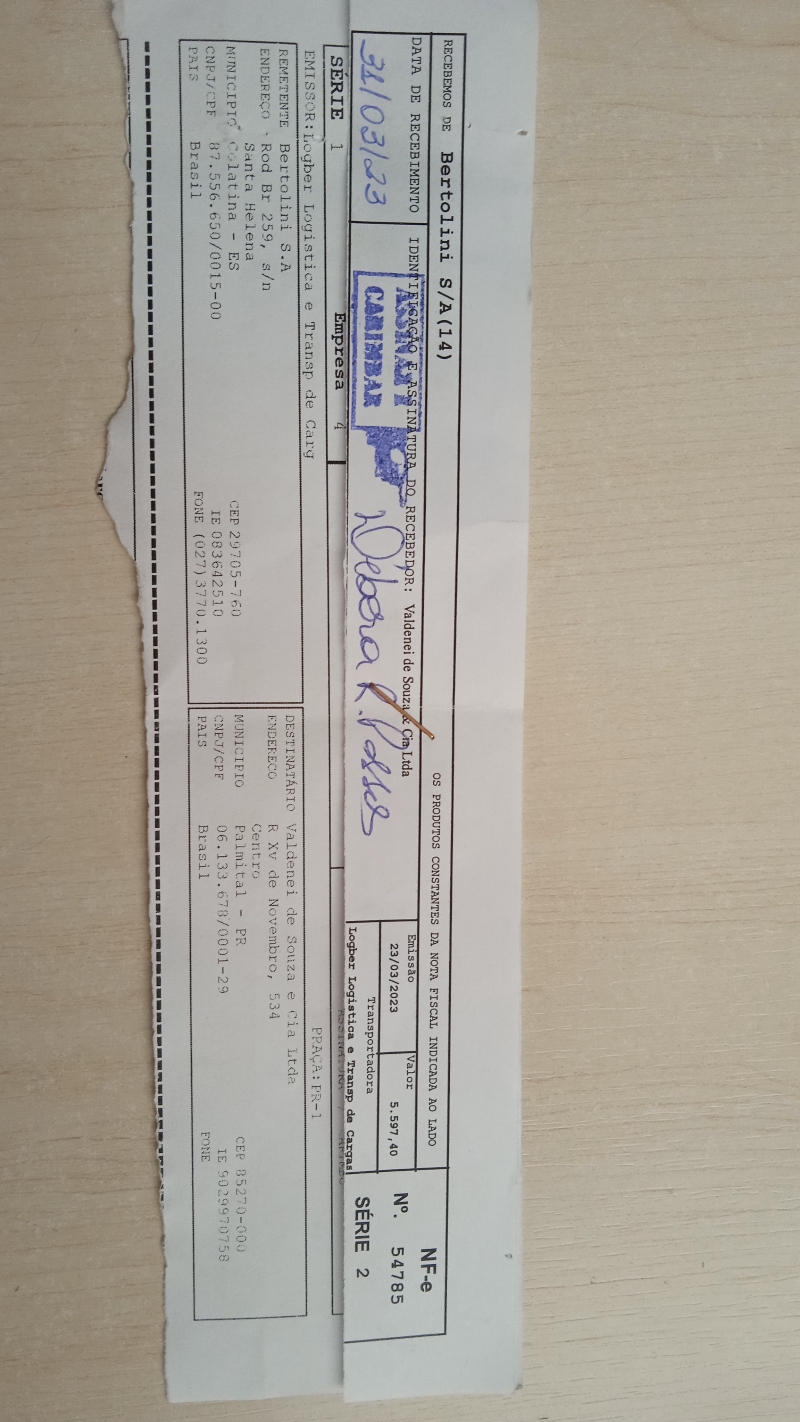 RECEBEMOS DE Bertolini S/A(14) OS PRODUTOS CONSTANTES DA NOTA FISCAL INDICADA AO LADO
DATA DE RECEBIMENTO
31/03/23
IDENTIFICAÇÃO E ASSINATURA DO RECEBEDOR: Valdenei de Souza & Cia Ltda
CARIMBAR
Débora R.
Emissão
23/03/2023
Valor
5.597,40
Transportadora
Logber Logistica e Transp de Cargas
NF-e
Nº. 54785
SÉRIE 2
SÉRIE 1 Empresa 4
EMISSOR:Logber Logistica e Transp de Carg PRAÇA:PR-1
REMETENTE Bertolini S.A
ENDEREÇO Rod Br 259, s/n
Santa Helena
MUNICIPIO Colatina - ES CEP 29705-760
CNPJ/CPF 87.556.650/0015-00 IE 083642510
PAIS Brasil FONE (027)3770.1300
DESTINATÁRIO Valdenei de Souza e Cia Ltda
ENDERECO R Xv de Novembro, 534
Centro
MUNICIPIO Palmital - PR CEP 85270-000
CNPJ/CPF 06.133.678/0001-29 IE 9029970758
PAIS Brasil FONE